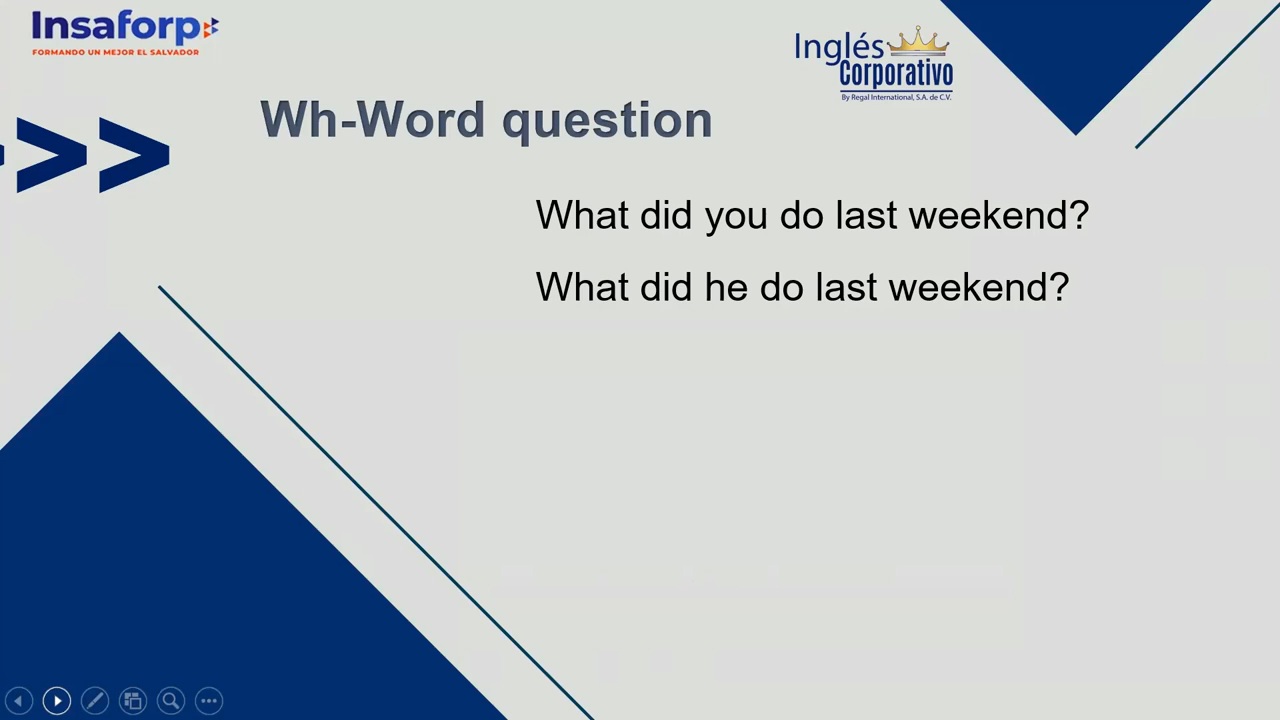 Insaforp
FORMANDO UN MEJOR EL SALVADOR
Inglés
Corporativo
By Regal International, S.A. de C.V.
Wh-Word question
What did you do last weekend?
What did he do last weekend?